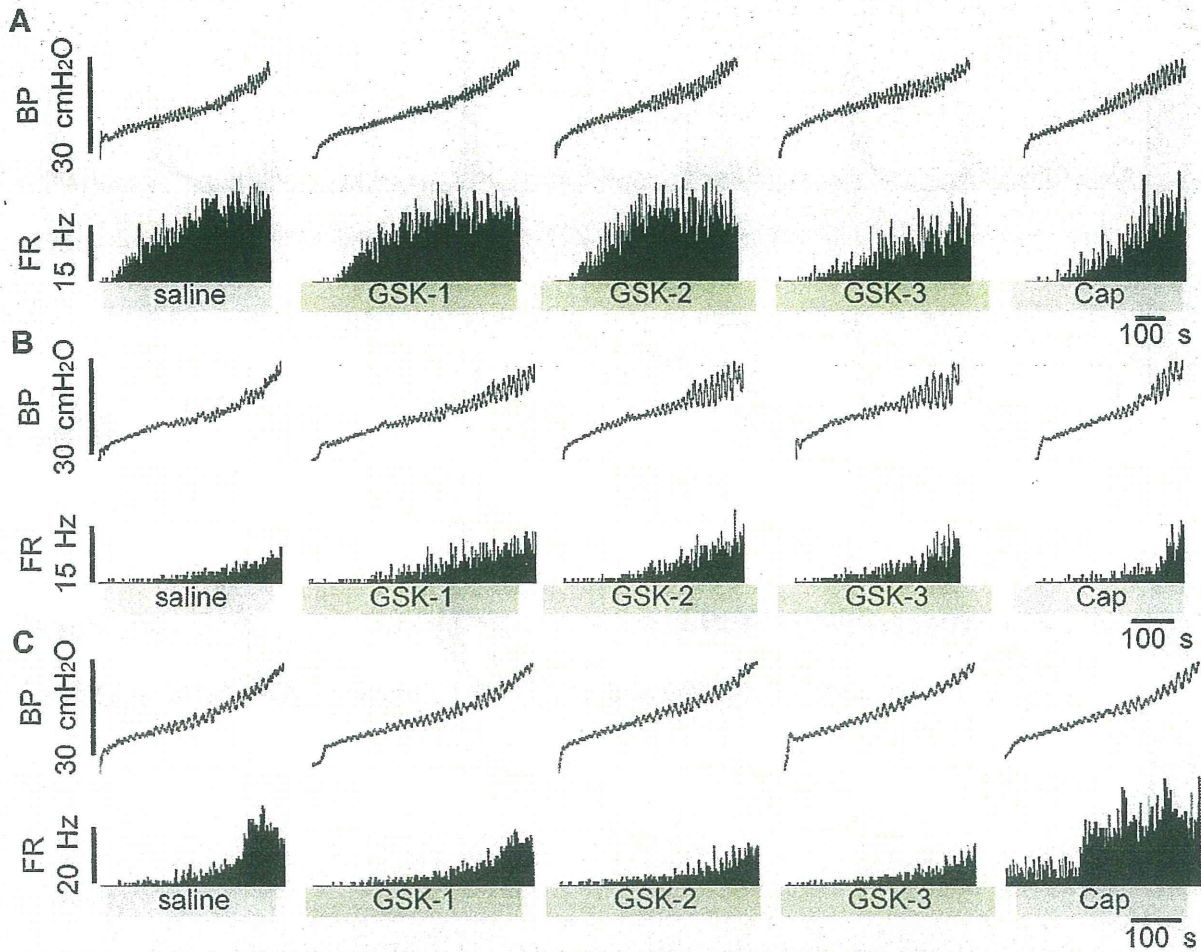 A
BP
30 cmH2O
FR
15 Hz
saline
GSK-1
GSK-2
GSK-3
Cap
100 s
B
BP
30 cmH2O
FR
15 Hz
saline
GSK-1
GSK-2
GSK-3
Cap
100 s
C
BP
30 cmH2O
FR
20 Hz
saline
GSK-1
GSK-2
GSK-3
Cap
100 s